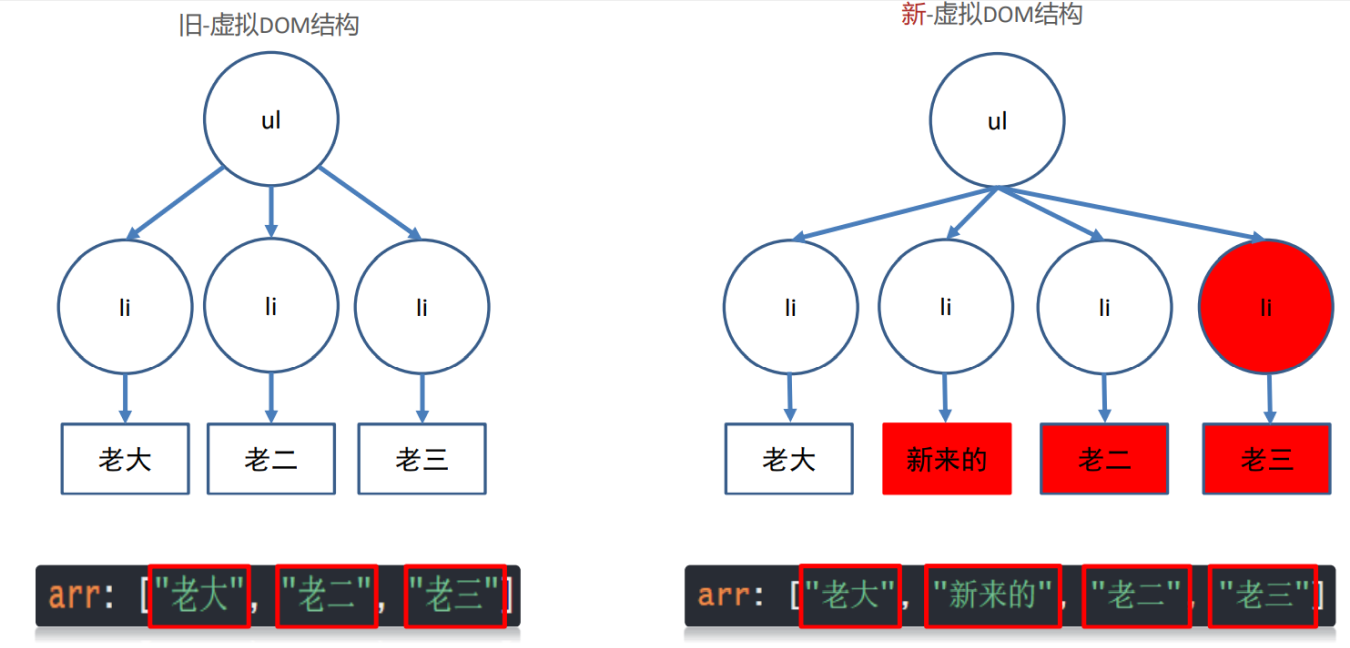 旧-虚拟DOM结构
新-虚拟DOM结构
ul
ul
li li li
li li li li
老大 老二 老三
老大 新来的 老二 老三
arr: ["老大", "老二", "老三"]
arr: ["老大", "新来的", "老二", "老三"]